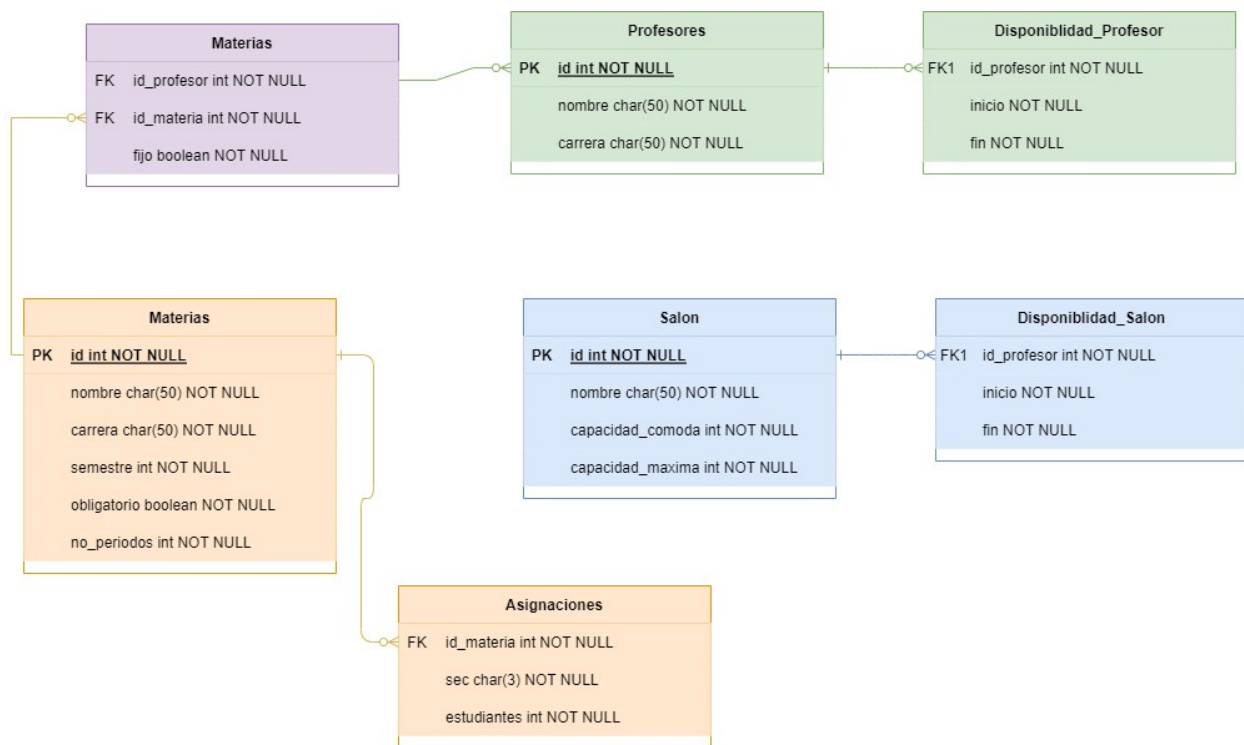 Materias
FK id_profesor int NOT NULL
FK id_materia int NOT NULL
fijo boolean NOT NULL
Profesores
PK id int NOT NULL
nombre char(50) NOT NULL
carrera char(50) NOT NULL
Disponiblidad_Profesor
FK1 id_profesor int NOT NULL
inicio NOT NULL
fin NOT NULL
Materias
PK id int NOT NULL
nombre char(50) NOT NULL
carrera char(50) NOT NULL
semestre int NOT NULL
obligatorio boolean NOT NULL
no_periodos int NOT NULL
Salon
PK id int NOT NULL
nombre char(50) NOT NULL
capacidad_comoda int NOT NULL
capacidad_maxima int NOT NULL
Disponiblidad_Salon
FK1 id_profesor int NOT NULL
inicio NOT NULL
fin NOT NULL
Asignaciones
FK id_materia int NOT NULL
sec char(3) NOT NULL
estudiantes int NOT NULL